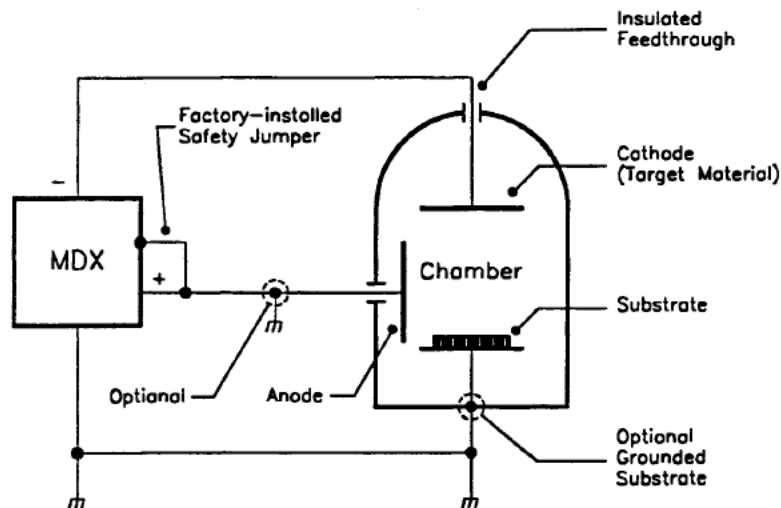 Insulated
Feedthrough
Factory-installed
Safety Jumper
Cathode
(Target Material)
-
MDX
+
Chamber
Substrate
Optional
Anode
Optional
Grounded
Substrate